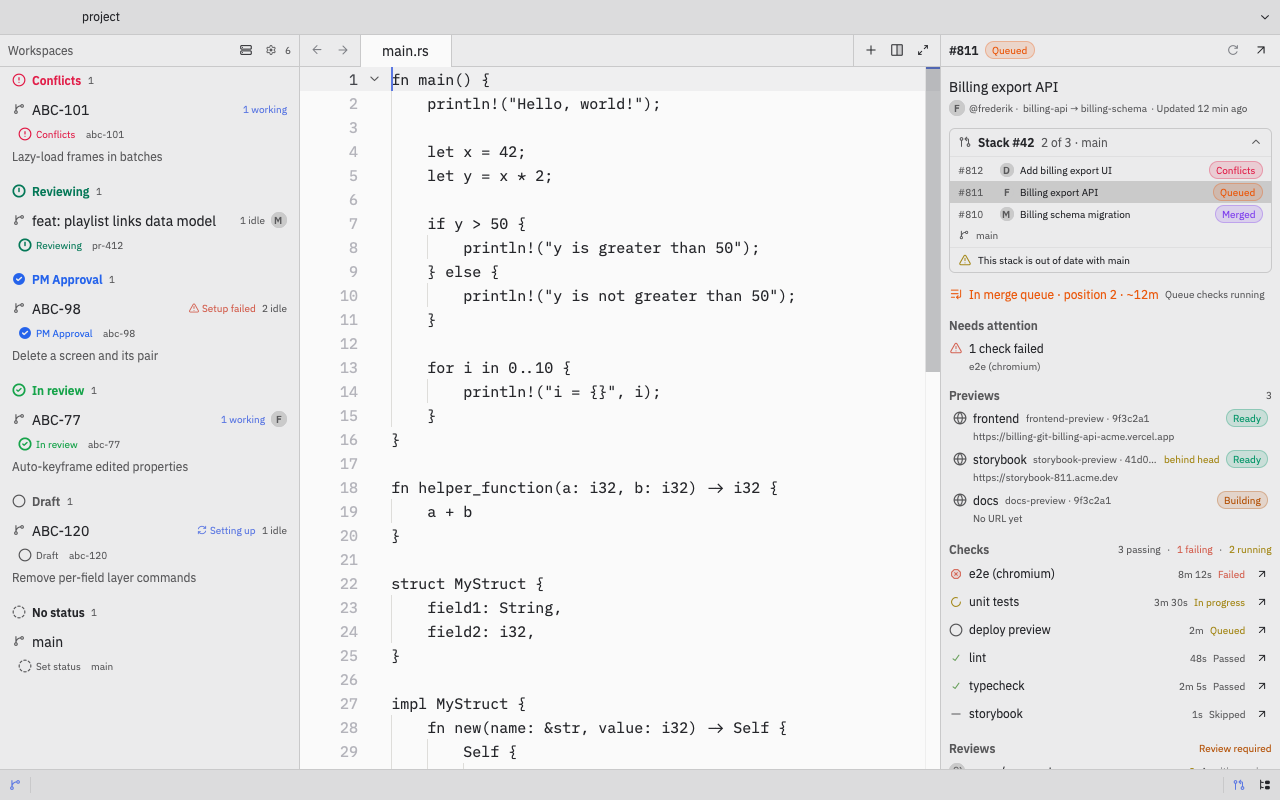 project
Workspaces
6
Conflicts 1
ABC-101 1 working
Conflicts abc-101
Lazy-load frames in batches
Reviewing 1
feat: playlist links data model 1 idle M
Reviewing pr-412
PM Approval 1
ABC-98 Setup failed 2 idle
PM Approval abc-98
Delete a screen and its pair
In review 1
ABC-77 1 working F
In review abc-77
Auto-keyframe edited properties
Draft 1
ABC-120 Setting up 1 idle
Draft abc-120
Remove per-field layer commands
No status 1
main
Set status main
main.rs
1 fn main() {
2 println!("Hello, world!");
3
4 let x = 42;
5 let y = x * 2;
6
7 if y > 50 {
8 println!("y is greater than 50");
9 } else {
10 println!("y is not greater than 50");
11 }
12
13 for i in 0..10 {
14 println!("i = {}", i);
15 }
16 }
17
18 fn helper_function(a: i32, b: i32) -> i32 {
19 a + b
20 }
21
22 struct MyStruct {
23 field1: String,
24 field2: i32,
25 }
26
27 impl MyStruct {
28 fn new(name: &str, value: i32) -> Self {
29 Self {
#811 Queued
Billing export API
F @frederik · billing-api → billing-schema · Updated 12 min ago
Stack #42 2 of 3 · main
#812 D Add billing export UI Conflicts
#811 F Billing export API Queued
#810 M Billing schema migration Merged
main
This stack is out of date with main
In merge queue · position 2 · ~12m Queue checks running
Needs attention
1 check failed
e2e (chromium)
Previews 3
frontend frontend-preview · 9f3c2a1 Ready
https://billing-git-billing-api-acme.vercel.app
storybook storybook-preview · 41d0... behind head Ready
https://storybook-811.acme.dev
docs docs-preview · 9f3c2a1 Building
No URL yet
Checks 3 passing · 1 failing · 2 running
e2e (chromium) 8m 12s Failed
unit tests 3m 30s In progress
deploy preview 2m Queued
lint 48s Passed
typecheck 2m 5s Passed
storybook 1s Skipped
Reviews Review required